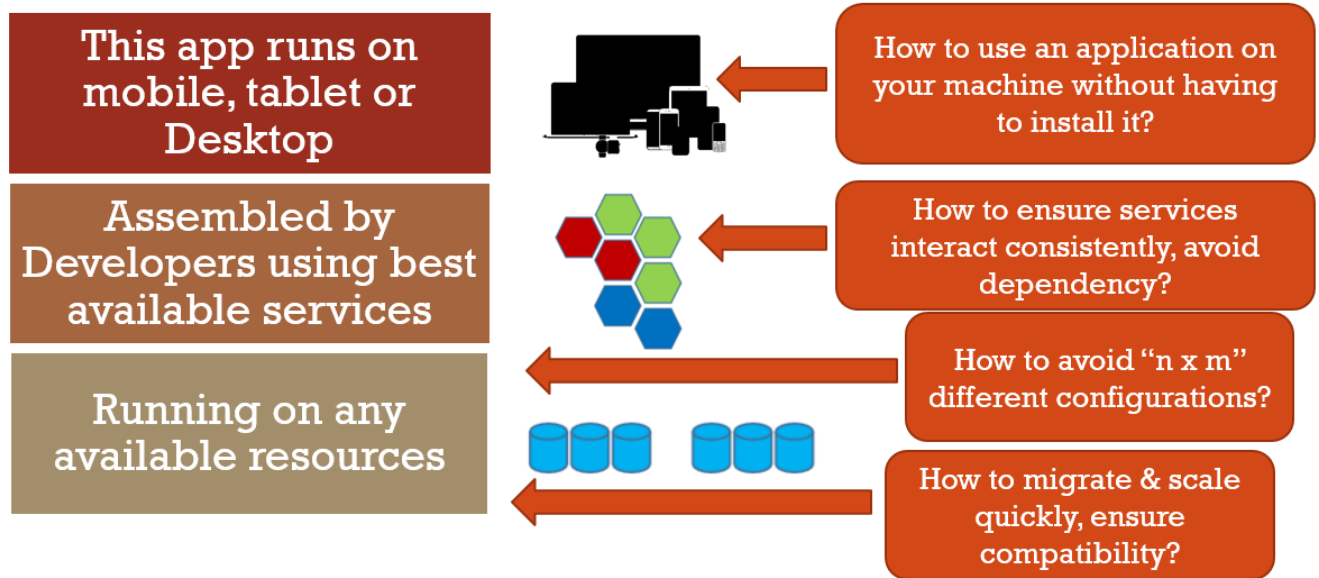 This app runs on
mobile, tablet or
Desktop
How to use an application on
your machine without having
to install it?
Assembled by
Developers using best
available services
How to ensure services
interact consistently, avoid
dependency?
Running on any
available resources
How to avoid “n x m”
different configurations?
How to migrate & scale
quickly, ensure
compatibility?